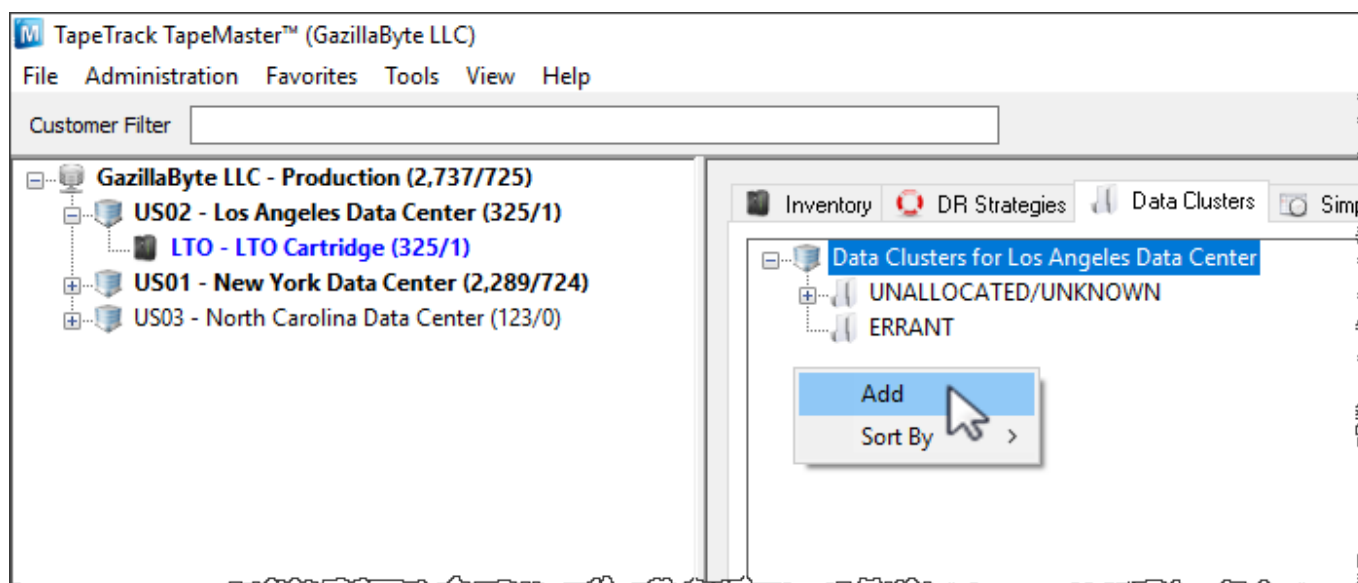 TapeTrack TapeMaster™ (GazillaByte LLC)
File Administration Favorites Tools View Help
Customer Filter
GazillaByte LLC - Production (2,737/725)
US02 - Los Angeles Data Center (325/1)
LTO - LTO Cartridge (325/1)
US01 - New York Data Center (2,289/724)
US03 - North Carolina Data Center (123/0)
Inventory DR Strategies Data Clusters
Data Clusters for Los Angeles Data Center
UNALLOCATED/UNKNOWN
ERRANT
Add
Sort By